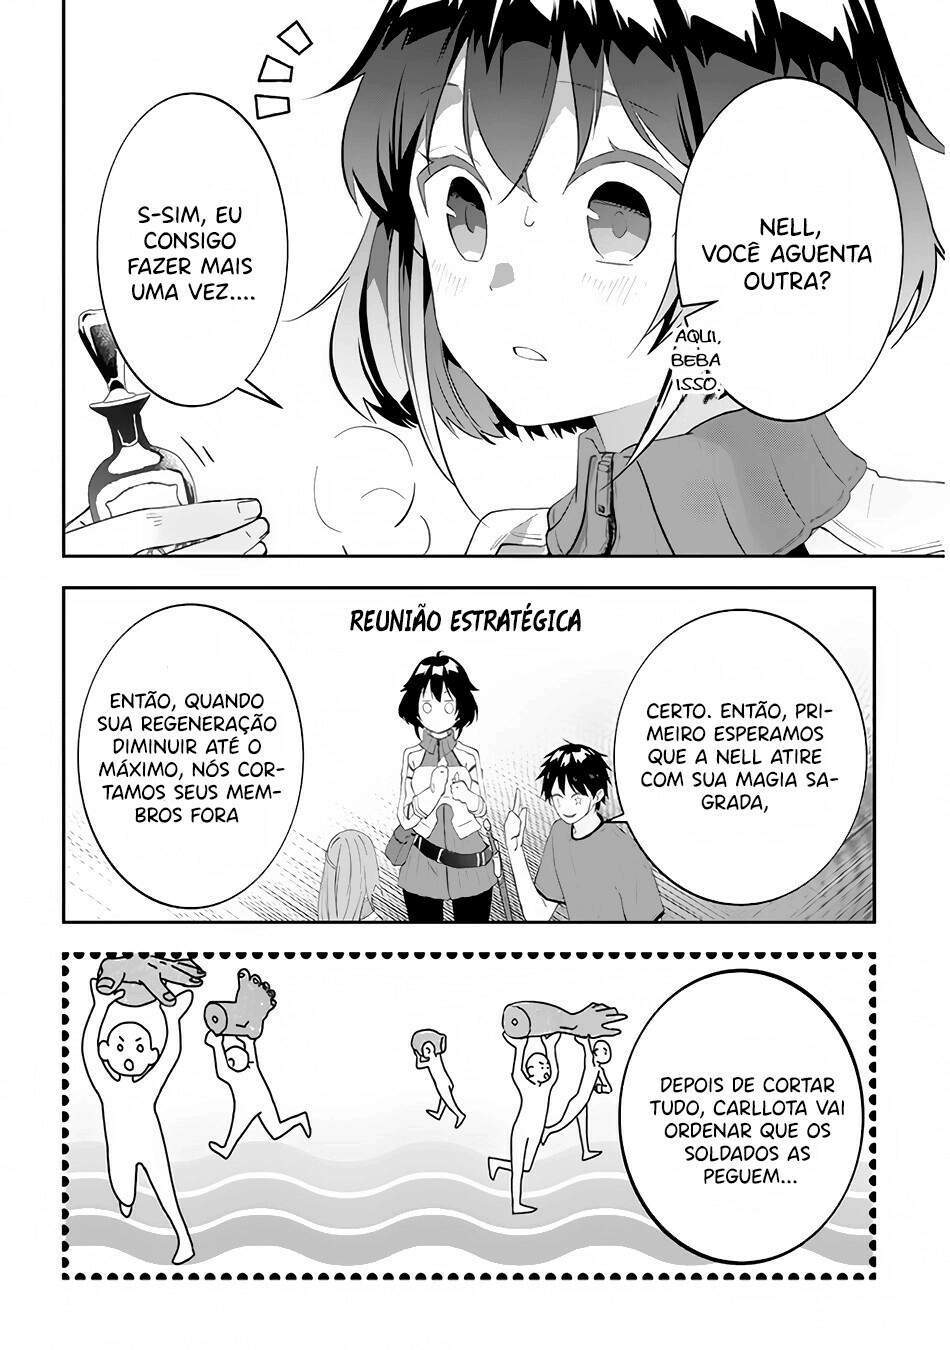 NELL,
VOCÊ AGUENTA
OUTRA?
AQUI,
BEBA
ISSO.
S-SIM, EU
CONSIGO
FAZER MAIS
UMA VEZ....
REUNIÃO ESTRATÉGICA
CERTO. ENTÃO, PRI-
MEIRO ESPERAMOS
QUE A NELL ATIRE
COM SUA MAGIA SA-
GRADA,
ENTÃO, QUANDO
SUA REGENERAÇÃO
DIMINUIR ATÉ O
MÁXIMO, NÓS COR-
TAMOS SEUS MEM-
BROS FORA
DEPOIS DE CORTAR
TUDO, CARLLOTA VAI
ORDENAR QUE OS
SOLDADOS AS
PEGUEM...